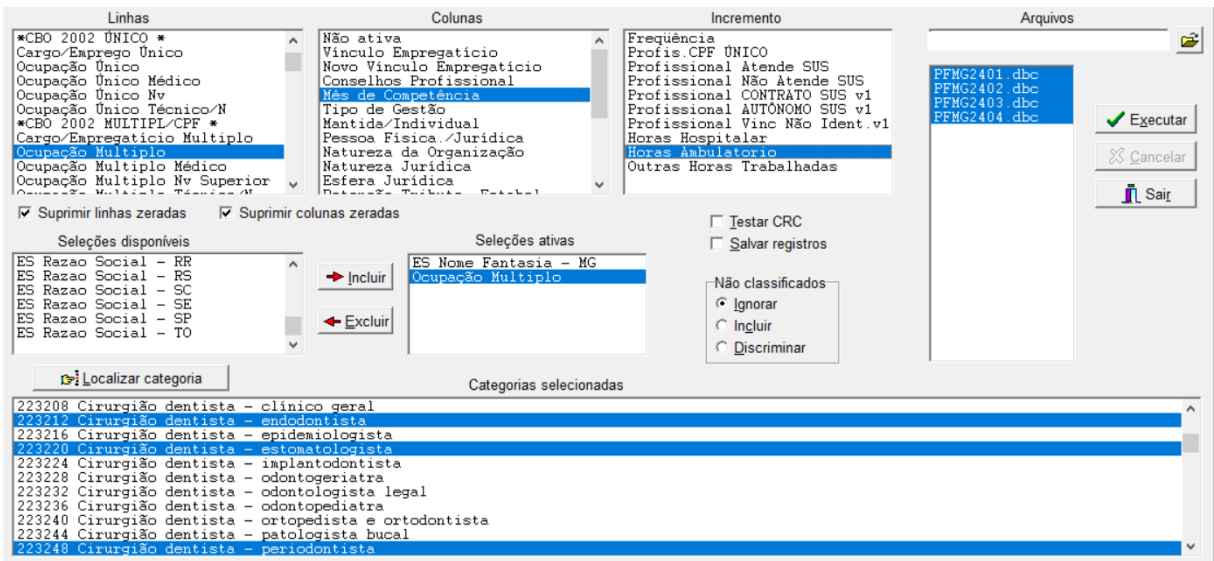 Linhas
*CBO 2002 ÚNICO *
Cargo/Emprego Único
Ocupação Único
Ocupação Único Médico
Ocupação Único Nv
Ocupação Único Técnico/N
*CBO 2002 MULTIPL/CPF *
Cargo/Empregatício Multiplo
Ocupação Multiplo
Ocupação Multiplo Médico
Ocupação Multiplo Nv Superior
Ocupação Multiplo Técnico/N
Colunas
Não ativa
Vínculo Empregatício
Novo Vínculo Empregatício
Conselhos Profissional
Mês de Competência
Tipo de Gestão
Mantida/Individual
Pessoa Física./Jurídica
Natureza da Organização
Natureza Jurídica
Esfera Jurídica
Incremento
Freqüência
Profis.CPF ÚNICO
Profissional Atende SUS
Profissional Não Atende SUS
Profissional CONTRATO SUS v1
Profissional AUTÔNOMO SUS v1
Profissional Vinc Não Ident.v1
Horas Hospitalar
Horas Ambulatorio
Outras Horas Trabalhadas
Arquivos
PFMG2401.dbc
PFMG2402.dbc
PFMG2403.dbc
PFMG2404.dbc
Executar
Cancelar
Sair
Suprimir linhas zeradas
Suprimir colunas zeradas
Seleções disponíveis
ES Razao Social - RR
ES Razao Social - RS
ES Razao Social - SC
ES Razao Social - SE
ES Razao Social - SP
ES Razao Social - TO
Incluir
Excluir
Seleções ativas
ES Nome Fantasia - MG
Ocupação Multiplo
Testar CRC
Salvar registros
Não classificados
Ignorar
Incluir
Discriminar
Localizar categoria
Categorias selecionadas
223208 Cirurgião dentista - clínico geral
223212 Cirurgião dentista - endodontista
223216 Cirurgião dentista - epidemiologista
223220 Cirurgião dentista - estomatologista
223224 Cirurgião dentista - implantodontista
223228 Cirurgião dentista - odontogeriatra
223232 Cirurgião dentista - odontologista legal
223236 Cirurgião dentista - odontopediatra
223240 Cirurgião dentista - ortopedista e ortodontista
223244 Cirurgião dentista - patologista bucal
223248 Cirurgião dentista - periodontista